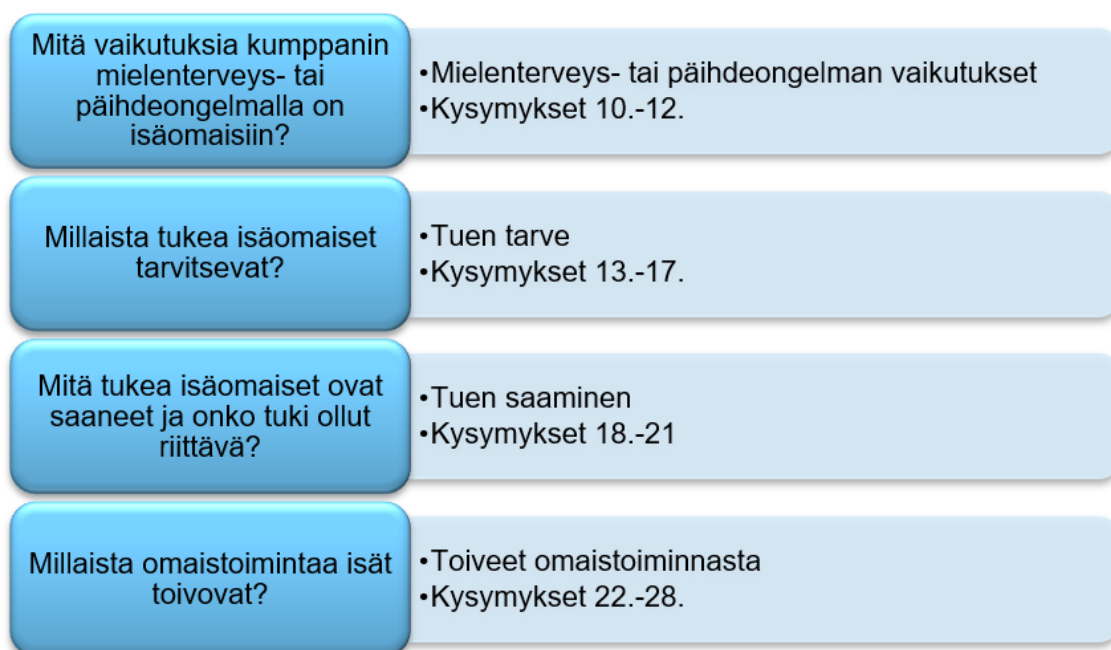 Mitä vaikutuksia kumppanin
mielenterveys- tai
päihdeongelmalla on
isäomaisiin?
•Mielenterveys- tai päihdeongelman vaikutukset
•Kysymykset 10.-12.
Millaista tukea isäomaiset
tarvitsevat?
•Tuen tarve
•Kysymykset 13.-17.
Mitä tukea isäomaiset ovat
saaneet ja onko tuki ollut
riittävä?
•Tuen saaminen
•Kysymykset 18.-21
Millaista omaistoimintaa isät
toivovat?
•Toiveet omaistoiminnasta
•Kysymykset 22.-28.